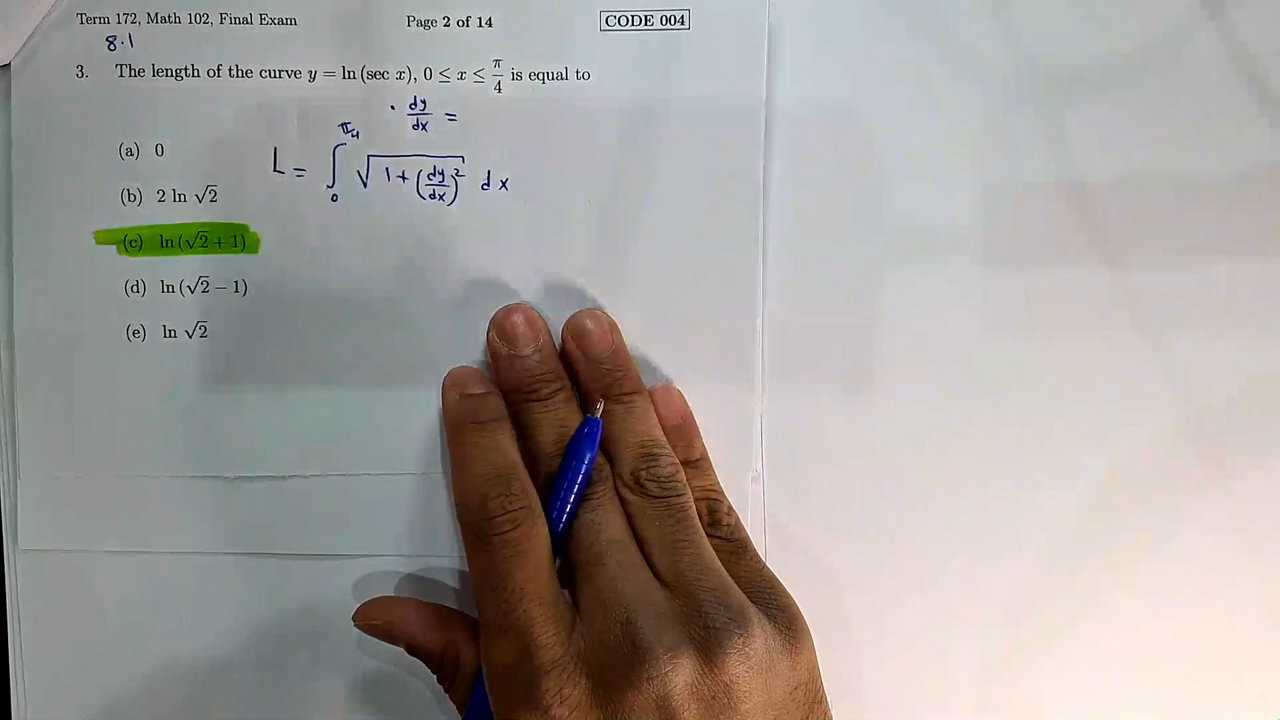 Term 172, Math 102, Final Exam Page 2 of 14 CODE 004
8.1
3. The length of the curve y = ln (sec x), 0 ≤ x ≤ π/4 is equal to
· dy/dx =
(a) 0
L = ∫₀^(π/4) √(1 + (dy/dx)²) dx
(b) 2 ln √2
(c) ln (√2 + 1)
(d) ln (√2 − 1)
(e) ln √2